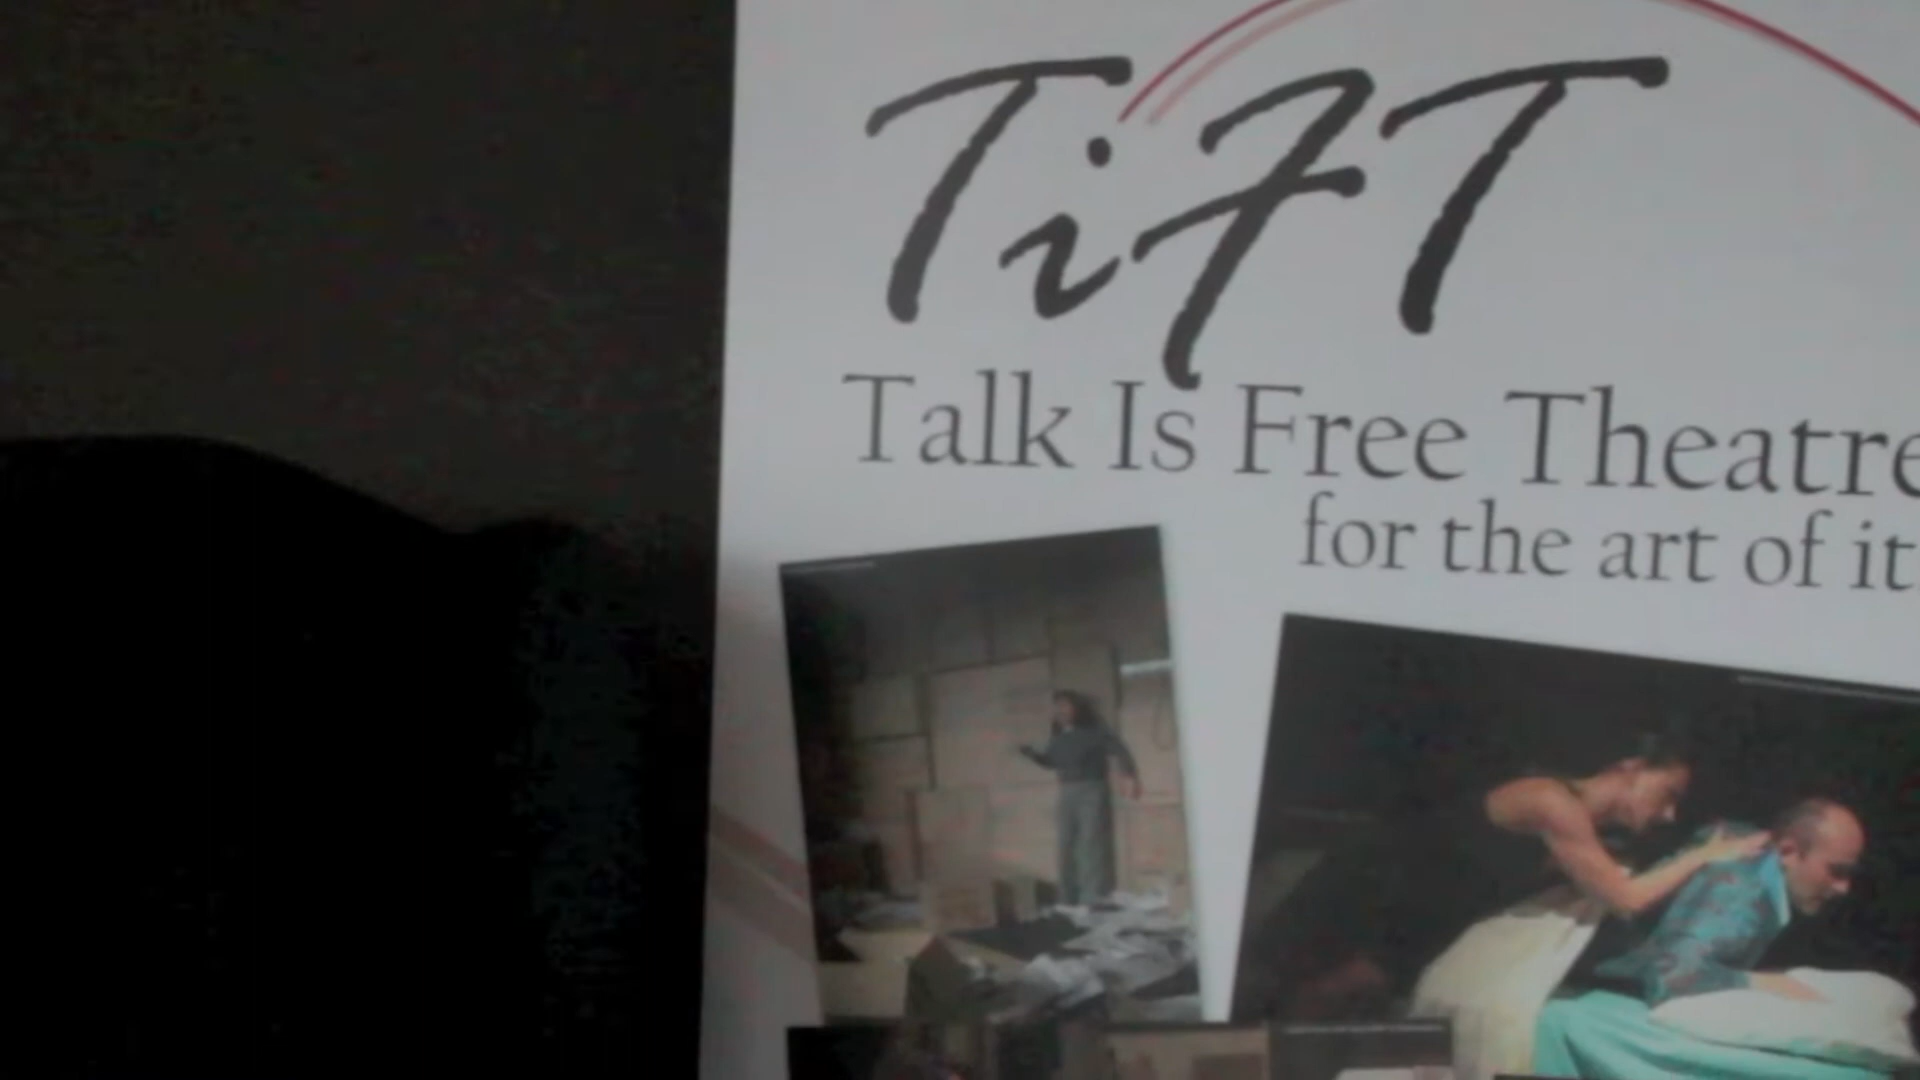 TiFT
Talk Is Free Theatre
for the art of it